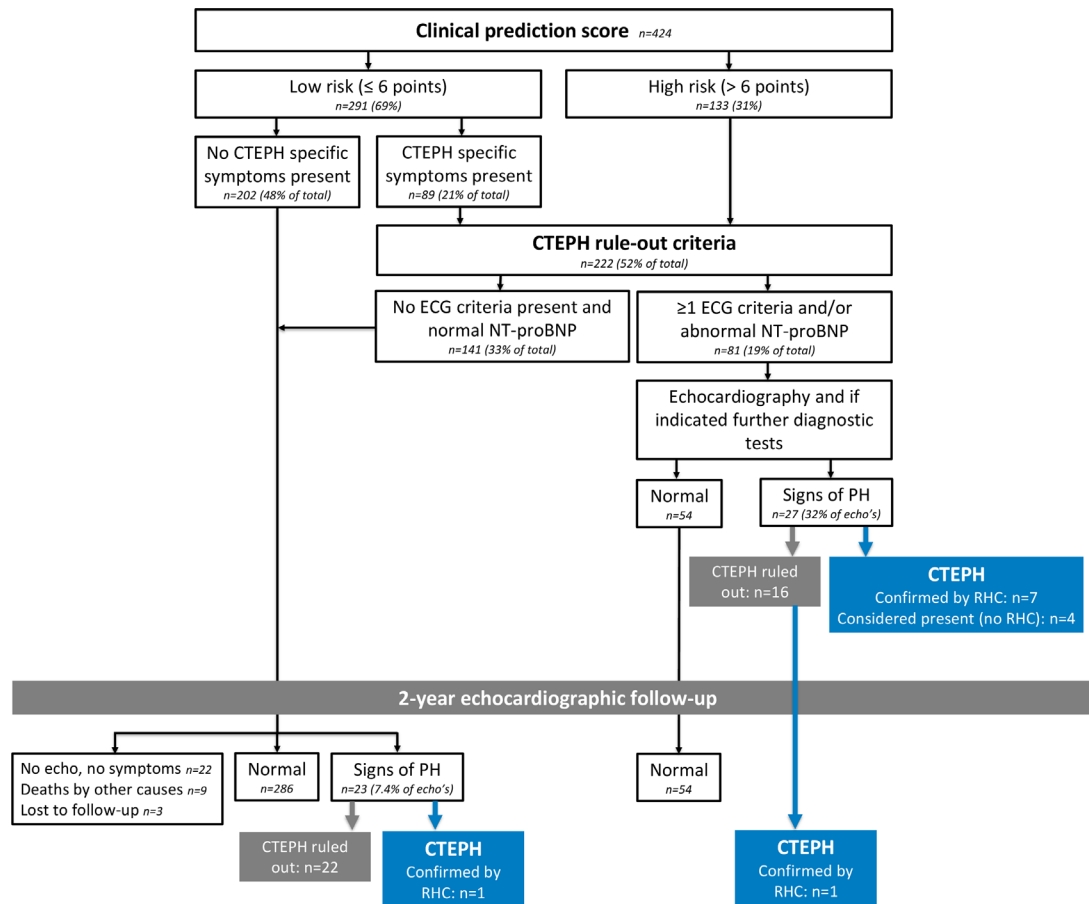 Clinical prediction score n=424
Low risk (≤ 6 points)
n=291 (69%)
High risk (> 6 points)
n=133 (31%)
No CTEPH specific
symptoms present
n=202 (48% of total)
CTEPH specific
symptoms present
n=89 (21% of total)
CTEPH rule-out criteria
n=222 (52% of total)
No ECG criteria present and
normal NT-proBNP
n=141 (33% of total)
≥1 ECG criteria and/or
abnormal NT-proBNP
n=81 (19% of total)
Echocardiography and if
indicated further diagnostic
tests
Normal
n=54
Signs of PH
n=27 (32% of echo's)
CTEPH ruled
out: n=16
CTEPH
Confirmed by RHC: n=7
Considered present (no RHC): n=4
2-year echocardiographic follow-up
No echo, no symptoms n=22
Deaths by other causes n=9
Lost to follow-up n=3
Normal
n=286
Signs of PH
n=23 (7.4% of echo's)
Normal
n=54
CTEPH ruled
out: n=22
CTEPH
Confirmed by
RHC: n=1
CTEPH
Confirmed by
RHC: n=1